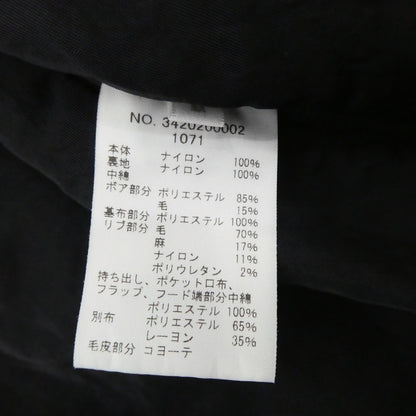 NO. 3420200002
1071
本体 ナイロン 100%
裏地 ナイロン 100%
中綿
ボア部分 ポリエステル 85%
毛 15%
基布部分 ポリエステル 100%
リブ部分 毛 70%
麻 17%
ナイロン 11%
ポリウレタン 2%
持ち出し、ポケット口布、
フラップ、フード端部分中綿
ポリエステル 100%
別布 ポリエステル 65%
レーヨン 35%
毛皮部分 コヨーテ